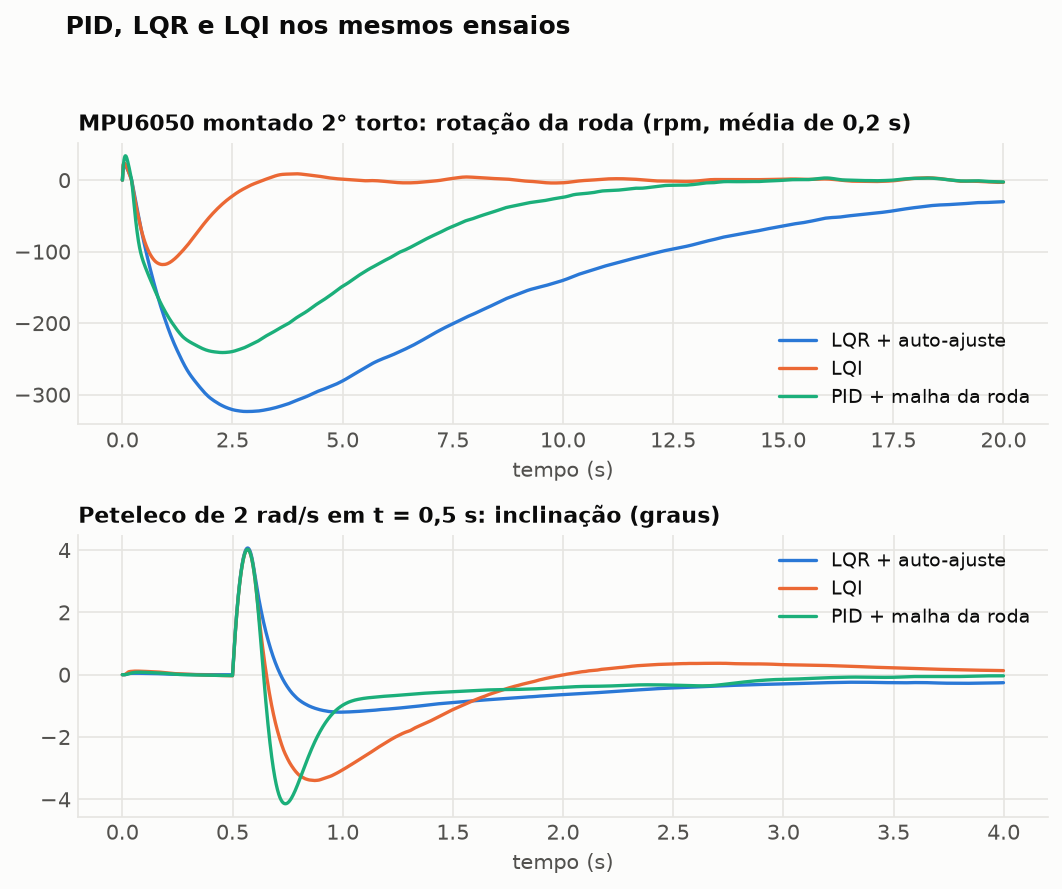 PID, LQR e LQI nos mesmos ensaios
MPU6050 montado 2° torto: rotação da roda (rpm, média de 0,2 s)
0
−100
−200
−300
LQR + auto-ajuste
LQI
PID + malha da roda
0.0 2.5 5.0 7.5 10.0 12.5 15.0 17.5 20.0
tempo (s)
Peteleco de 2 rad/s em t = 0,5 s: inclinação (graus)
4
2
0
−2
−4
LQR + auto-ajuste
LQI
PID + malha da roda
0.0 0.5 1.0 1.5 2.0 2.5 3.0 3.5 4.0
tempo (s)